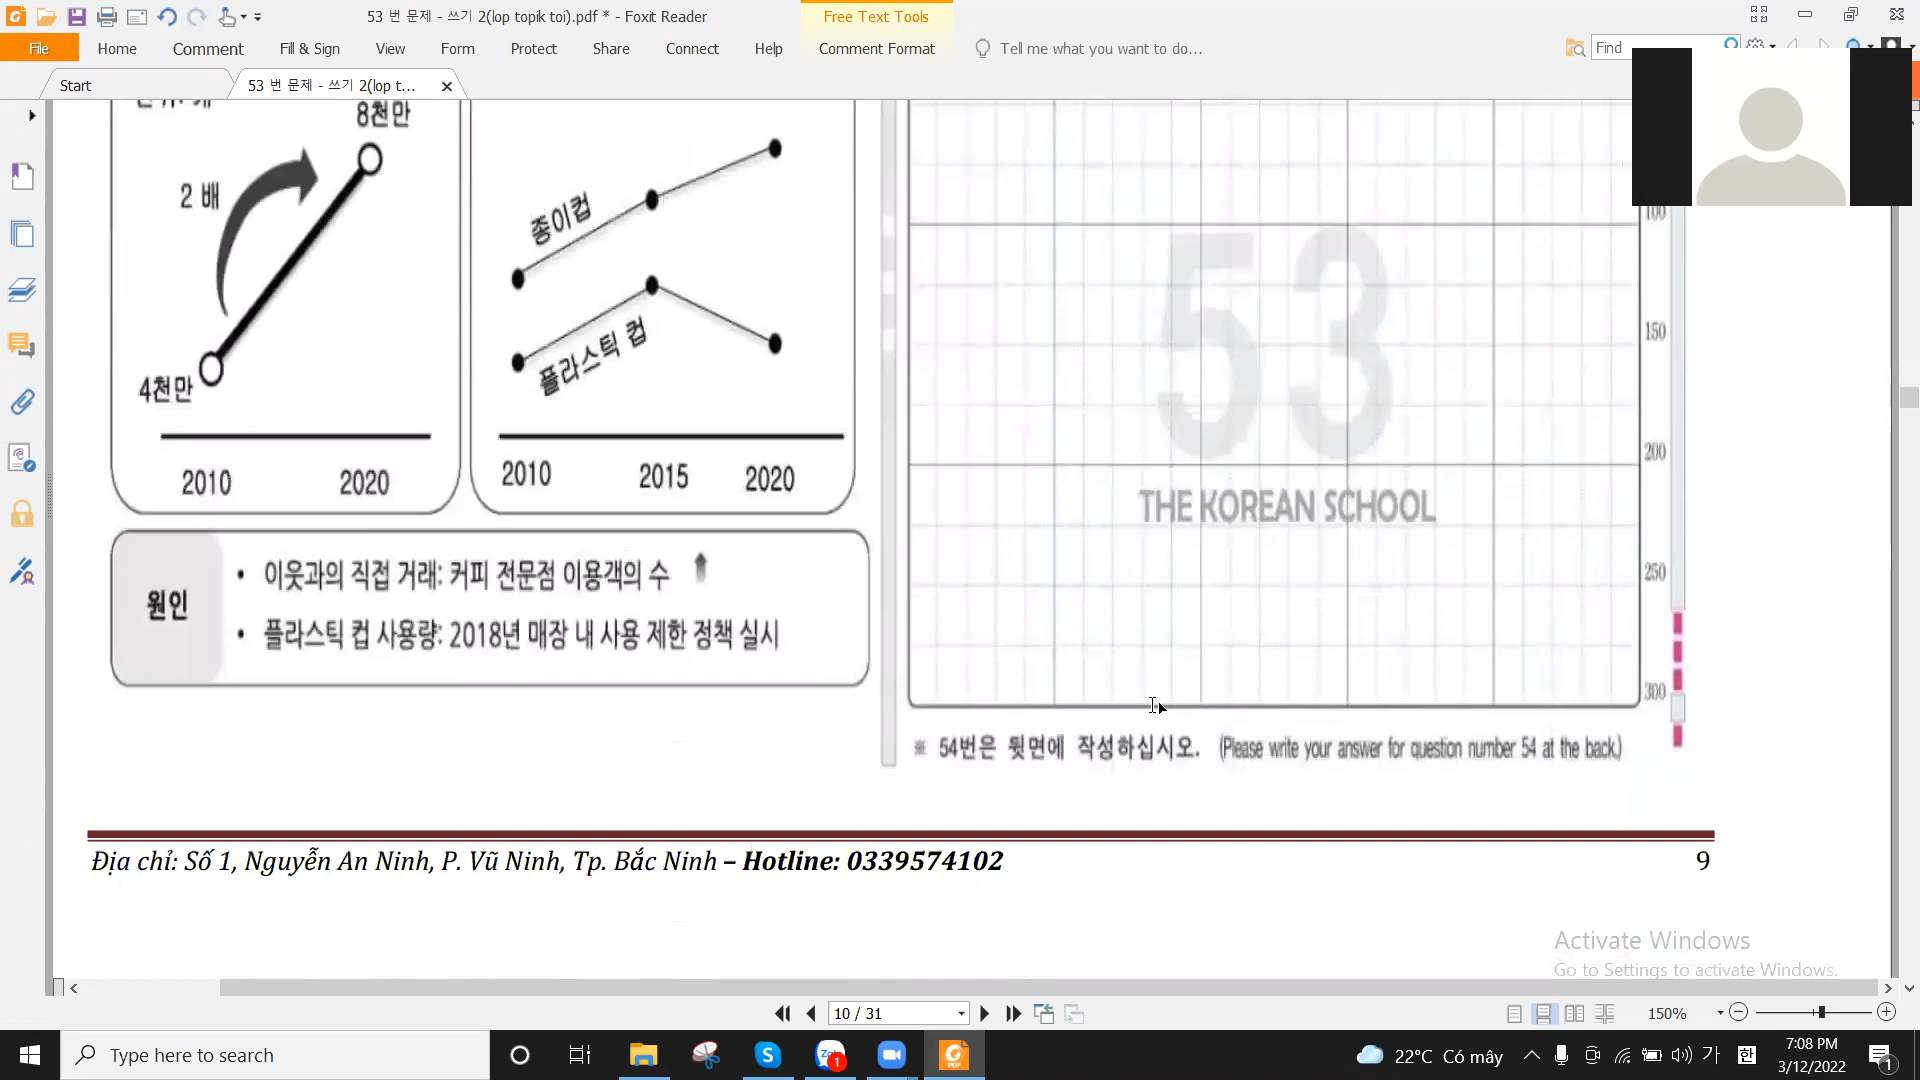 53 번 문제 - 쓰기 2(lop topik toi).pdf * - Foxit Reader
Free Text Tools
File
Home
Comment
Fill & Sign
View
Form
Protect
Share
Connect
Help
Comment Format
Tell me what you want to do...
Find
Start
53 번 문제 - 쓰기 2(lop t...
8천만
2 배
4천만
2010 2020
종이컵
플라스틱 컵
2010 2015 2020
원인
• 이웃과의 직접 거래: 커피 전문점 이용객의 수
• 플라스틱 컵 사용량: 2018년 매장 내 사용 제한 정책 실시
53
THE KOREAN SCHOOL
100
150
200
250
300
※ 54번은 뒷면에 작성하십시오. (Please write your answer for question number 54 at the back.)
Địa chỉ: Số 1, Nguyễn An Ninh, P. Vũ Ninh, Tp. Bắc Ninh – Hotline: 0339574102
9
Activate Windows
Go to Settings to activate Windows.
10 / 31
150%
Type here to search
1
22°C Có mây
가
한
7:08 PM
3/12/2022
1